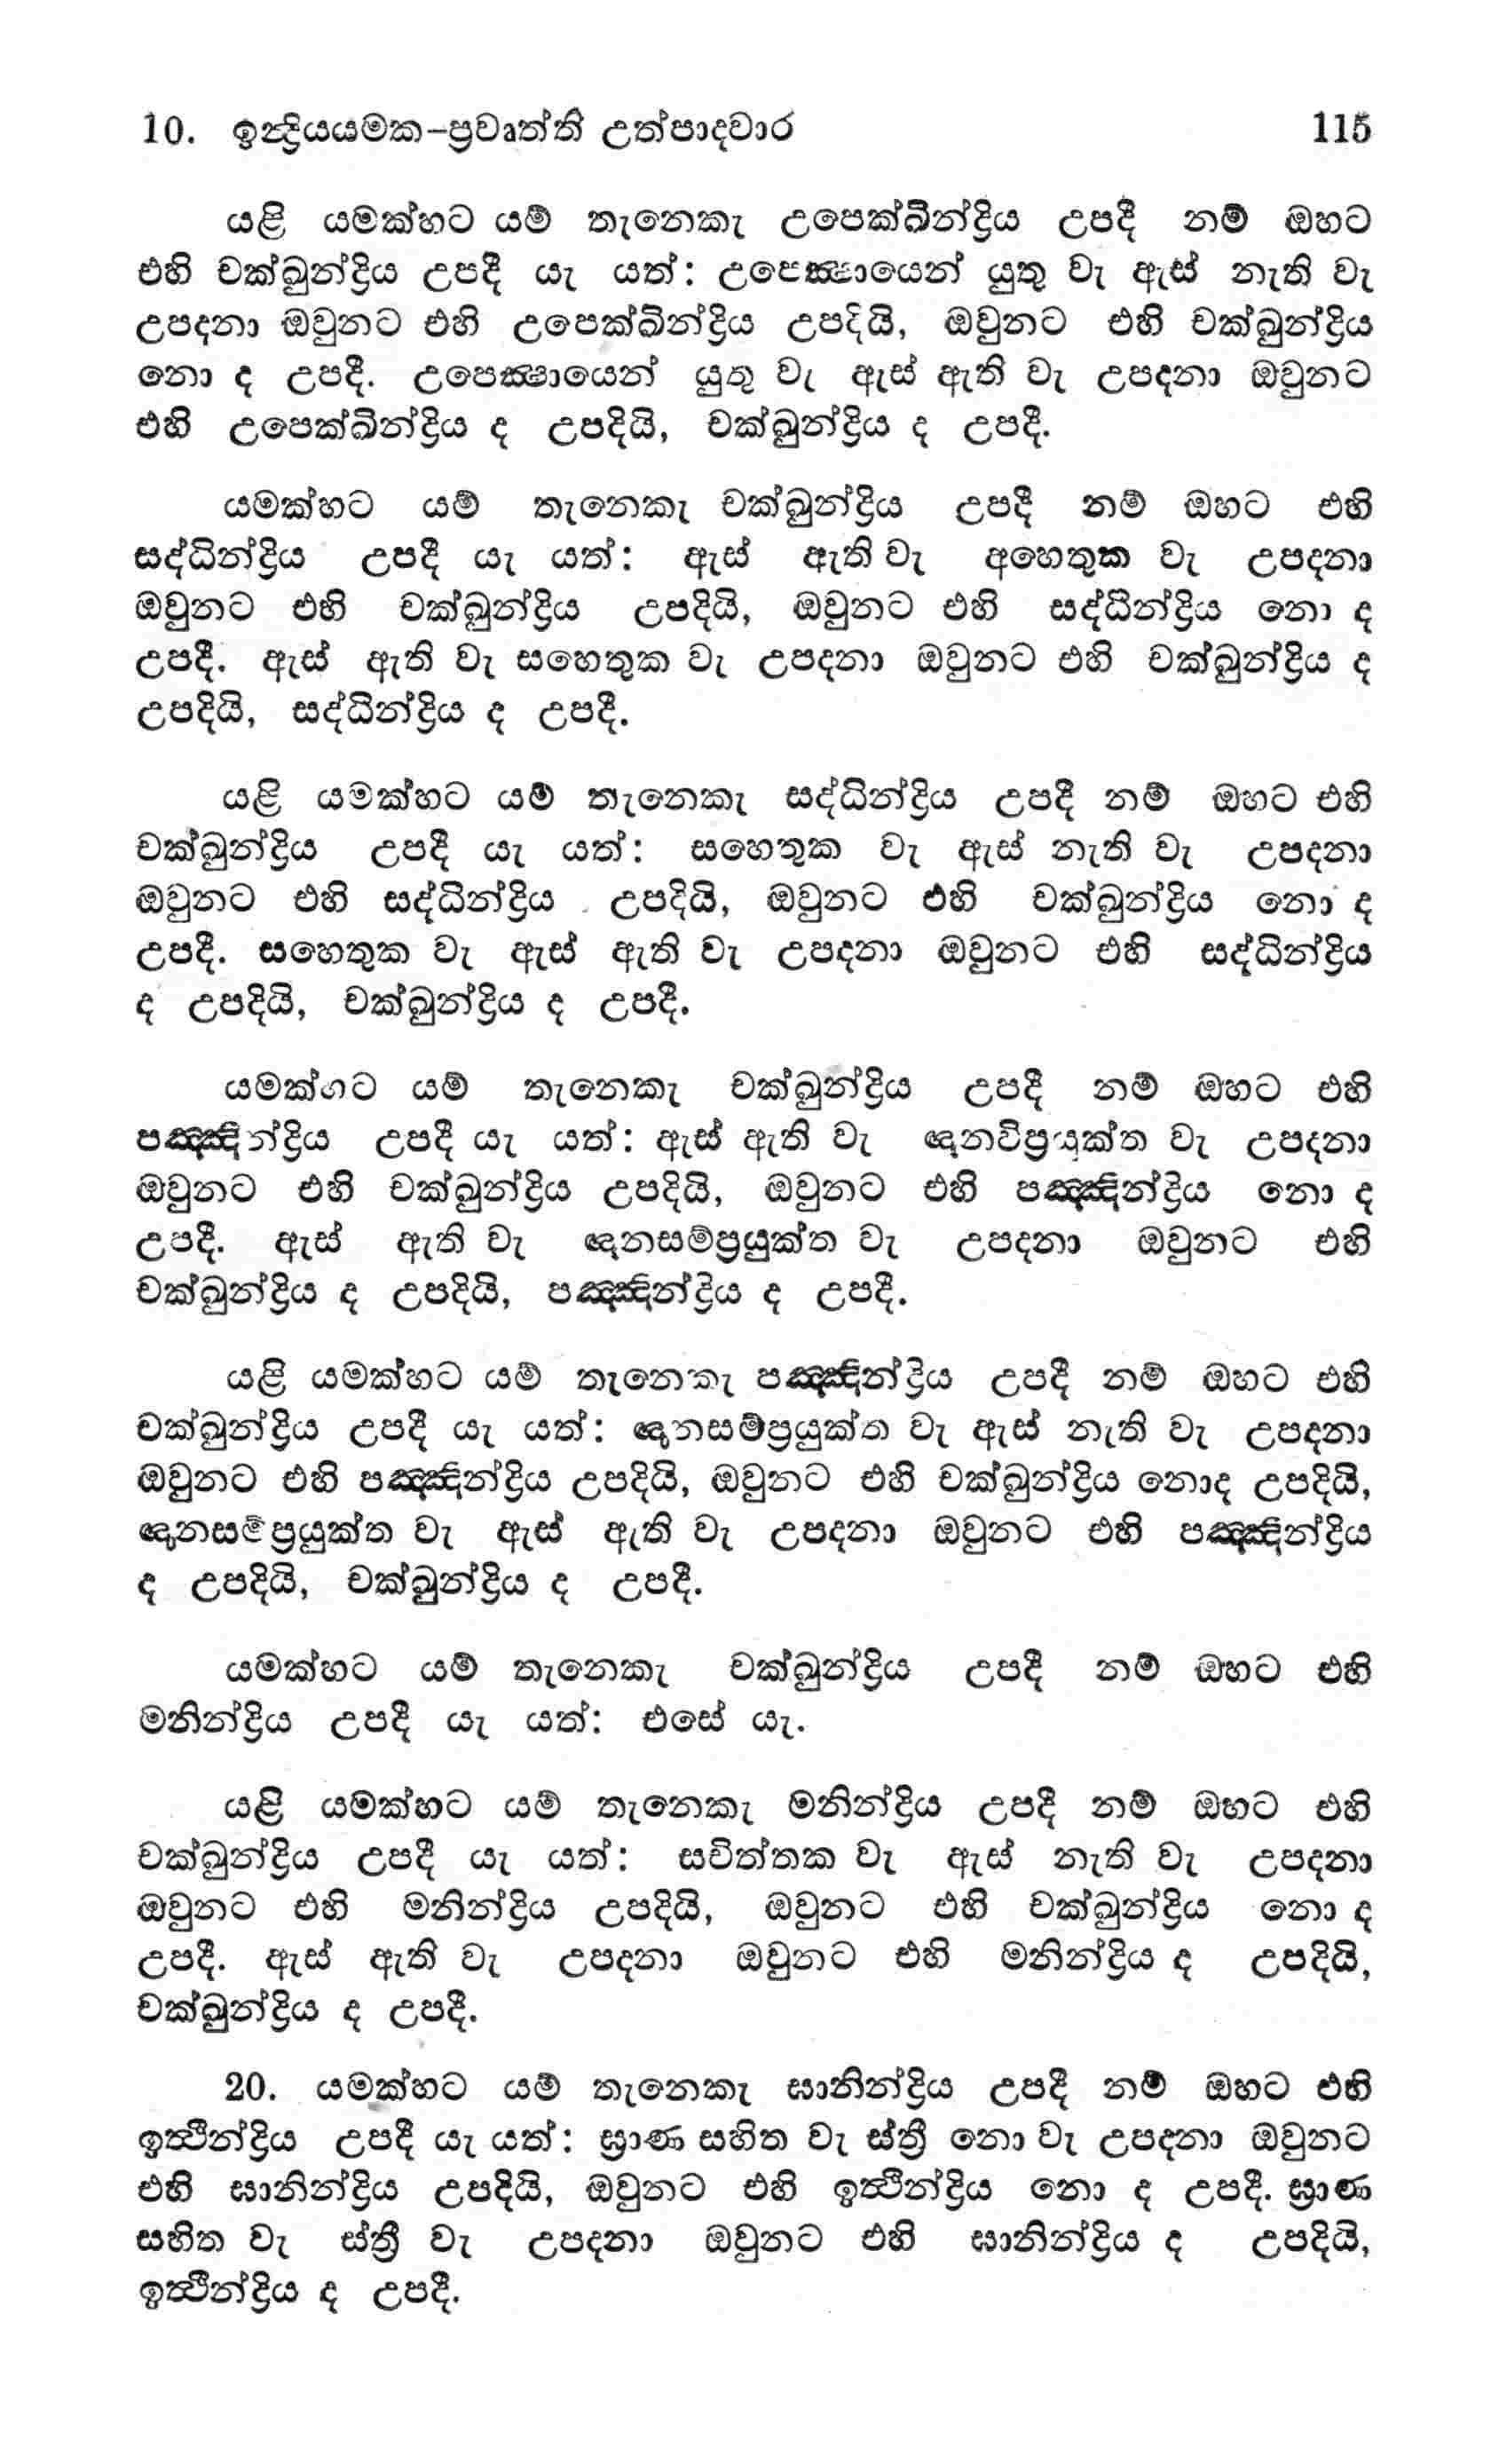 10. ඉන්ද්‍රියයමක–ප්‍රවෘත්ති උත්පාදවාර 115
යළි යමක්හට යම් තැනෙකැ උපෙක්ඛින්ද්‍රිය උපදී නම් ඔහට
එහි චක්ඛුන්ද්‍රිය උපදී යැ යත්: උපෙක්‍ෂායෙන් යුතු වැ ඇස් නැති වැ
උපදනා ඔවුනට එහි උපෙක්ඛින්ද්‍රිය උපදියි, ඔවුනට එහි චක්ඛුන්ද්‍රිය
නො ද උපදී. උපෙක්‍ෂායෙන් යුතු වැ ඇස් ඇති වැ උපදනා ඔවුනට
එහි උපෙක්ඛින්ද්‍රිය ද උපදියි, චක්ඛුන්ද්‍රිය ද උපදී.
යමක්හට යම් තැනෙකැ චක්ඛුන්ද්‍රිය උපදී නම් ඔහට එහි
සද්ධින්ද්‍රිය උපදී යැ යත්: ඇස් ඇති වැ අහෙතුක වැ උපදනා
ඔවුනට එහි චක්ඛුන්ද්‍රිය උපදියි, ඔවුනට එහි සද්ධින්ද්‍රිය නො ද
උපදී. ඇස් ඇති වැ සහෙතුක වැ උපදනා ඔවුනට එහි චක්ඛුන්ද්‍රිය ද
උපදියි, සද්ධින්ද්‍රිය ද උපදී.
යළි යමක්හට යම් තැනෙකැ සද්ධින්ද්‍රිය උපදී නම් ඔහට එහි
චක්ඛුන්ද්‍රිය උපදී යැ යත්: සහෙතුක වැ ඇස් නැති වැ උපදනා
ඔවුනට එහි සද්ධින්ද්‍රිය උපදියි, ඔවුනට එහි චක්ඛුන්ද්‍රිය නො ද
උපදී. සහෙතුක වැ ඇස් ඇති වැ උපදනා ඔවුනට එහි සද්ධින්ද්‍රිය
ද උපදියි, චක්ඛුන්ද්‍රිය ද උපදී.
යමක්හට යම් තැනෙකැ චක්ඛුන්ද්‍රිය උපදී නම් ඔහට එහි
පඤ්ඤින්ද්‍රිය උපදී යැ යත්: ඇස් ඇති වැ ඥානවිප්‍රයුක්ත වැ උපදනා
ඔවුනට එහි චක්ඛුන්ද්‍රිය උපදියි, ඔවුනට එහි පඤ්ඤින්ද්‍රිය නො ද
උපදී. ඇස් ඇති වැ ඥානසම්ප්‍රයුක්ත වැ උපදනා ඔවුනට එහි
චක්ඛුන්ද්‍රිය ද උපදියි, පඤ්ඤින්ද්‍රිය ද උපදී.
යළි යමක්හට යම් තැනෙකැ පඤ්ඤින්ද්‍රිය උපදී නම් ඔහට එහි
චක්ඛුන්ද්‍රිය උපදී යැ යත්: ඥානසම්ප්‍රයුක්ත වැ ඇස් නැති වැ උපදනා
ඔවුනට එහි පඤ්ඤින්ද්‍රිය උපදියි, ඔවුනට එහි චක්ඛුන්ද්‍රිය නොද උපදියි,
ඥානසම්ප්‍රයුක්ත වැ ඇස් ඇති වැ උපදනා ඔවුනට එහි පඤ්ඤින්ද්‍රිය
ද උපදියි, චක්ඛුන්ද්‍රිය ද උපදී.
යමක්හට යම් තැනෙකැ චක්ඛුන්ද්‍රිය උපදී නම් ඔහට එහි
මනින්ද්‍රිය උපදී යැ යත්: එසේ යැ.
යළි යමක්හට යම් තැනෙකැ මනින්ද්‍රිය උපදී නම් ඔහට එහි
චක්ඛුන්ද්‍රිය උපදී යැ යත්: සචිත්තක වැ ඇස් නැති වැ උපදනා
ඔවුනට එහි මනින්ද්‍රිය උපදියි, ඔවුනට එහි චක්ඛුන්ද්‍රිය නො ද
උපදී. ඇස් ඇති වැ උපදනා ඔවුනට එහි මනින්ද්‍රිය ද උපදියි,
චක්ඛුන්ද්‍රිය ද උපදී.
20. යමක්හට යම් තැනෙකැ ඝානින්ද්‍රිය උපදී නම් ඔහට එහි
ඉත්‍ථින්ද්‍රිය උපදී යැ යත්: ඝ්‍රාණ සහිත වැ ස්ත්‍රී නො වැ උපදනා ඔවුනට
එහි ඝානින්ද්‍රිය උපදියි, ඔවුනට එහි ඉත්‍ථින්ද්‍රිය නො ද උපදී. ඝ්‍රාණ
සහිත වැ ස්ත්‍රී වැ උපදනා ඔවුනට එහි ඝානින්ද්‍රිය ද උපදියි,
ඉත්‍ථින්ද්‍රිය ද උපදී.